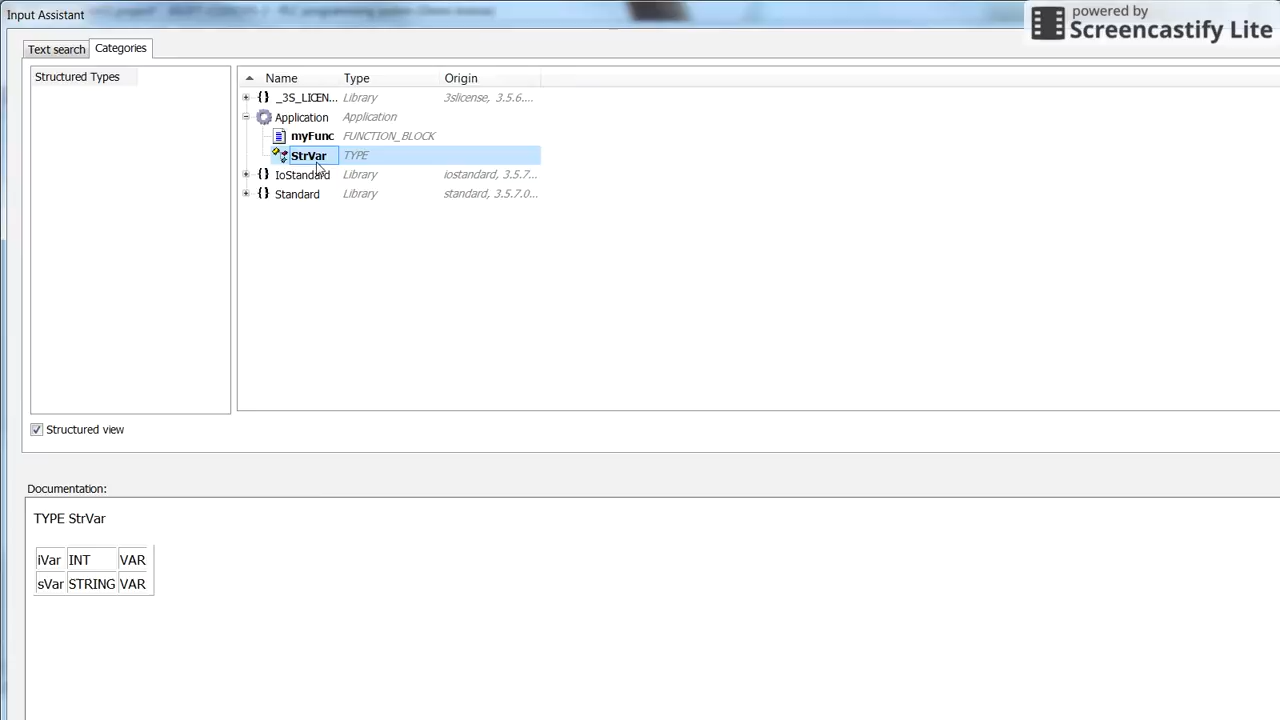 powered by
Screencastify Lite
Input Assistant
Text search Categories
Structured Types
Name Type Origin
_3S_LICEN... Library 3slicense, 3.5.6....
Application Application
myFunc FUNCTION_BLOCK
StrVar TYPE
IoStandard Library iostandard, 3.5.7...
Standard Library standard, 3.5.7.0...
Structured view
Documentation:
TYPE StrVar
iVar INT VAR
sVar STRING VAR